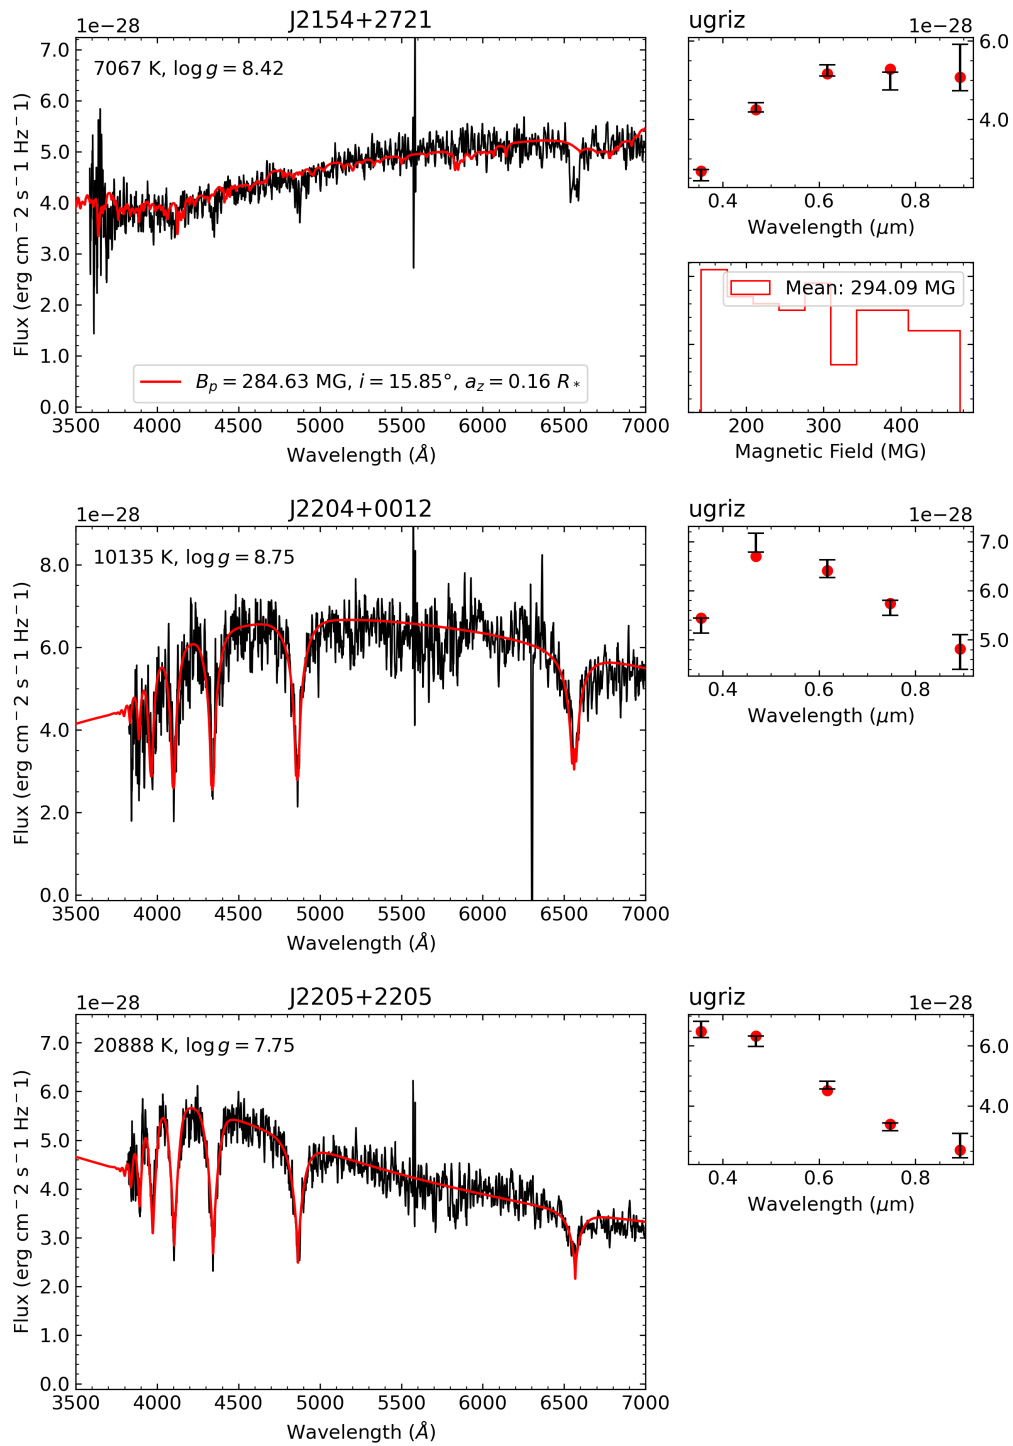 J2154+2721
1e−28
7067 K, log g = 8.42
7.0
6.0
5.0
4.0
3.0
2.0
1.0
0.0
Flux (erg cm−2 s−1 Hz−1)
B_p = 284.63 MG, i = 15.85°, a_z = 0.16 R_*
3500 4000 4500 5000 5500 6000 6500 7000
Wavelength (Å)
ugriz 1e−28
6.0
4.0
0.4 0.6 0.8
Wavelength (μm)
Mean: 294.09 MG
200 300 400
Magnetic Field (MG)
J2204+0012
1e−28
10135 K, log g = 8.75
8.0
6.0
4.0
2.0
0.0
Flux (erg cm−2 s−1 Hz−1)
3500 4000 4500 5000 5500 6000 6500 7000
Wavelength (Å)
ugriz 1e−28
7.0
6.0
5.0
0.4 0.6 0.8
Wavelength (μm)
J2205+2205
1e−28
20888 K, log g = 7.75
7.0
6.0
5.0
4.0
3.0
2.0
1.0
0.0
Flux (erg cm−2 s−1 Hz−1)
3500 4000 4500 5000 5500 6000 6500 7000
Wavelength (Å)
ugriz 1e−28
6.0
4.0
0.4 0.6 0.8
Wavelength (μm)